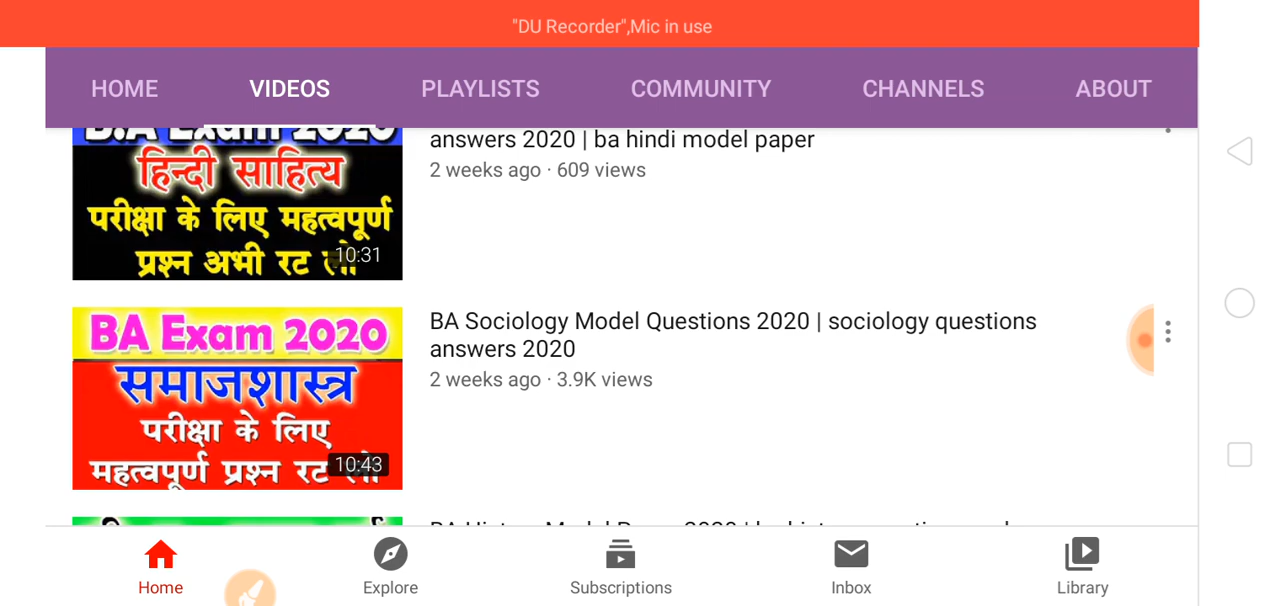 "DU Recorder",Mic in use
HOME VIDEOS PLAYLISTS COMMUNITY CHANNELS ABOUT
B.A Exam 2020
हिन्दी साहित्य
परीक्षा के लिए महत्वपूर्ण
प्रश्न अभी रट लो
10:31
answers 2020 | ba hindi model paper
2 weeks ago · 609 views
BA Exam 2020
समाजशास्त्र
परीक्षा के लिए
महत्वपूर्ण प्रश्न रट लो
10:43
BA Sociology Model Questions 2020 | sociology questions
answers 2020
2 weeks ago · 3.9K views
Home Explore Subscriptions Inbox Library